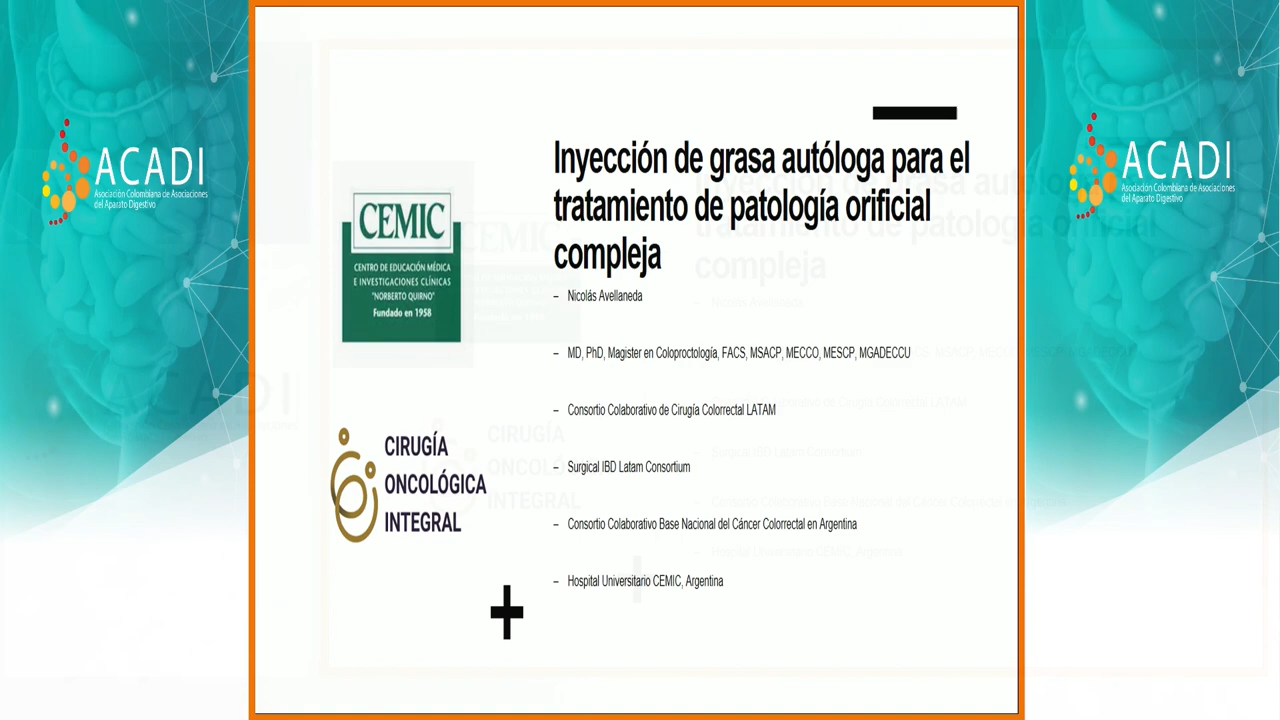 ACADI
Asociación Colombiana de Asociaciones
del Aparato Digestivo
CEMIC
CENTRO DE EDUCACIÓN MÉDICA
E INVESTIGACIONES CLÍNICAS
"NORBERTO QUIRNO"
Fundado en 1958
CIRUGÍA
ONCOLÓGICA
INTEGRAL
Inyección de grasa autóloga para el
tratamiento de patología orificial
compleja
– Nicolás Avellaneda
– MD, PhD, Magister en Coloproctología, FACS, MSACP, MECCO, MESCP, MGADECCU
– Consortio Colaborativo de Cirugía Colorrectal LATAM
– Surgical IBD Latam Consortium
– Consortio Colaborativo Base Nacional del Cáncer Colorrectal en Argentina
– Hospital Universitario CEMIC, Argentina
ACADI
Asociación Colombiana de Asociaciones
del Aparato Digestivo